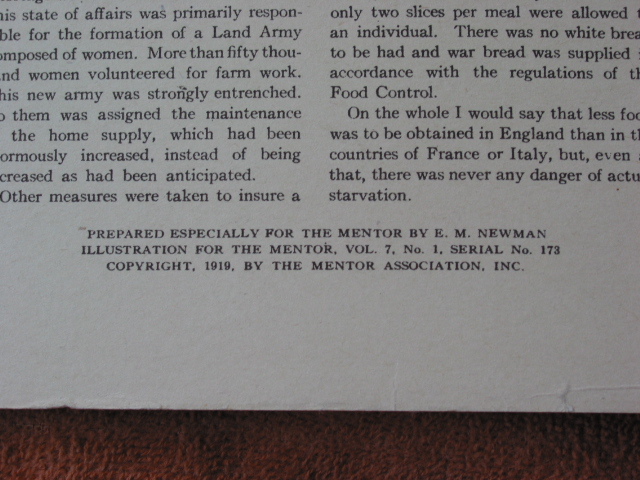 his state of affairs was primarily respon-
ble for the formation of a Land Army
omposed of women. More than fifty thou-
nd women volunteered for farm work.
his new army was strongly entrenched.
o them was assigned the maintenance
the home supply, which had been
ormously increased, instead of being
creased as had been anticipated.
Other measures were taken to insure a
only two slices per meal were allowed t
an individual. There was no white brea
to be had and war bread was supplied i
accordance with the regulations of th
Food Control.
On the whole I would say that less foo
was to be obtained in England than in th
countries of France or Italy, but, even a
that, there was never any danger of actu
starvation.
PREPARED ESPECIALLY FOR THE MENTOR BY E. M. NEWMAN
ILLUSTRATION FOR THE MENTOR, VOL. 7, No. 1, SERIAL No. 173
COPYRIGHT, 1919, BY THE MENTOR ASSOCIATION, INC.